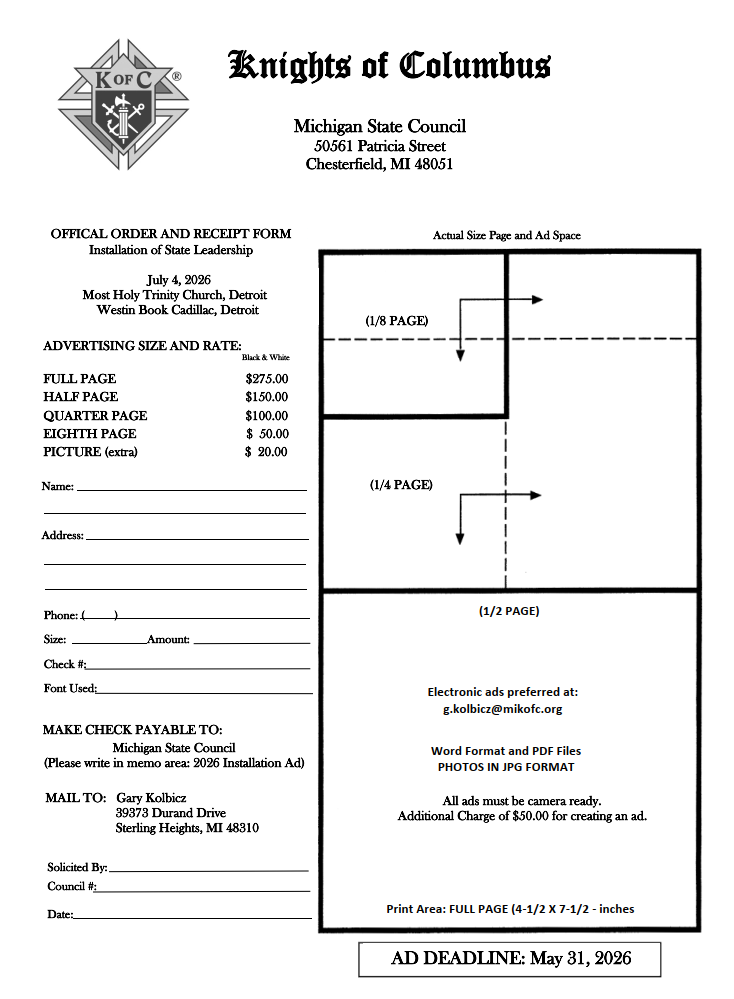 K OF C
®
Knights of Columbus
Michigan State Council
50561 Patricia Street
Chesterfield, MI 48051
OFFICAL ORDER AND RECEIPT FORM
Installation of State Leadership
July 4, 2026
Most Holy Trinity Church, Detroit
Westin Book Cadillac, Detroit
ADVERTISING SIZE AND RATE:
Black & White
FULL PAGE $275.00
HALF PAGE $150.00
QUARTER PAGE $100.00
EIGHTH PAGE $ 50.00
PICTURE (extra) $ 20.00
Name:
Address:
Phone: ( )
Size: Amount:
Check #:
Font Used:
MAKE CHECK PAYABLE TO:
Michigan State Council
(Please write in memo area: 2026 Installation Ad)
MAIL TO: Gary Kolbicz
39373 Durand Drive
Sterling Heights, MI 48310
Solicited By:
Council #:
Date:
Actual Size Page and Ad Space
(1/8 PAGE)
(1/4 PAGE)
(1/2 PAGE)
Electronic ads preferred at:
g.kolbicz@mikofc.org
Word Format and PDF Files
PHOTOS IN JPG FORMAT
All ads must be camera ready.
Additional Charge of $50.00 for creating an ad.
Print Area: FULL PAGE (4-1/2 X 7-1/2 - inches
AD DEADLINE: May 31, 2026